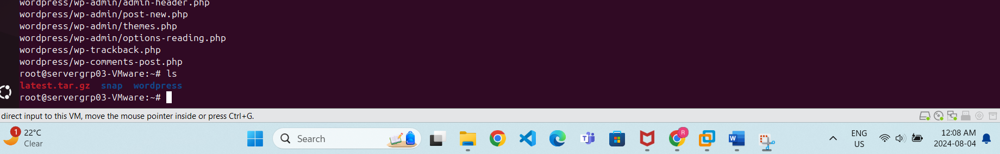 wordpress/wp-admin/admin-header.php
wordpress/wp-admin/post-new.php
wordpress/wp-admin/themes.php
wordpress/wp-admin/options-reading.php
wordpress/wp-trackback.php
wordpress/wp-comments-post.php
root@servergrp03-VMware:~# ls
latest.tar.gz  snap  wordpress
root@servergrp03-VMware:~#
direct input to this VM, move the mouse pointer inside or press Ctrl+G.
1
22°C
Clear
Search
R
W
ENG
US
12:08 AM
2024-08-04